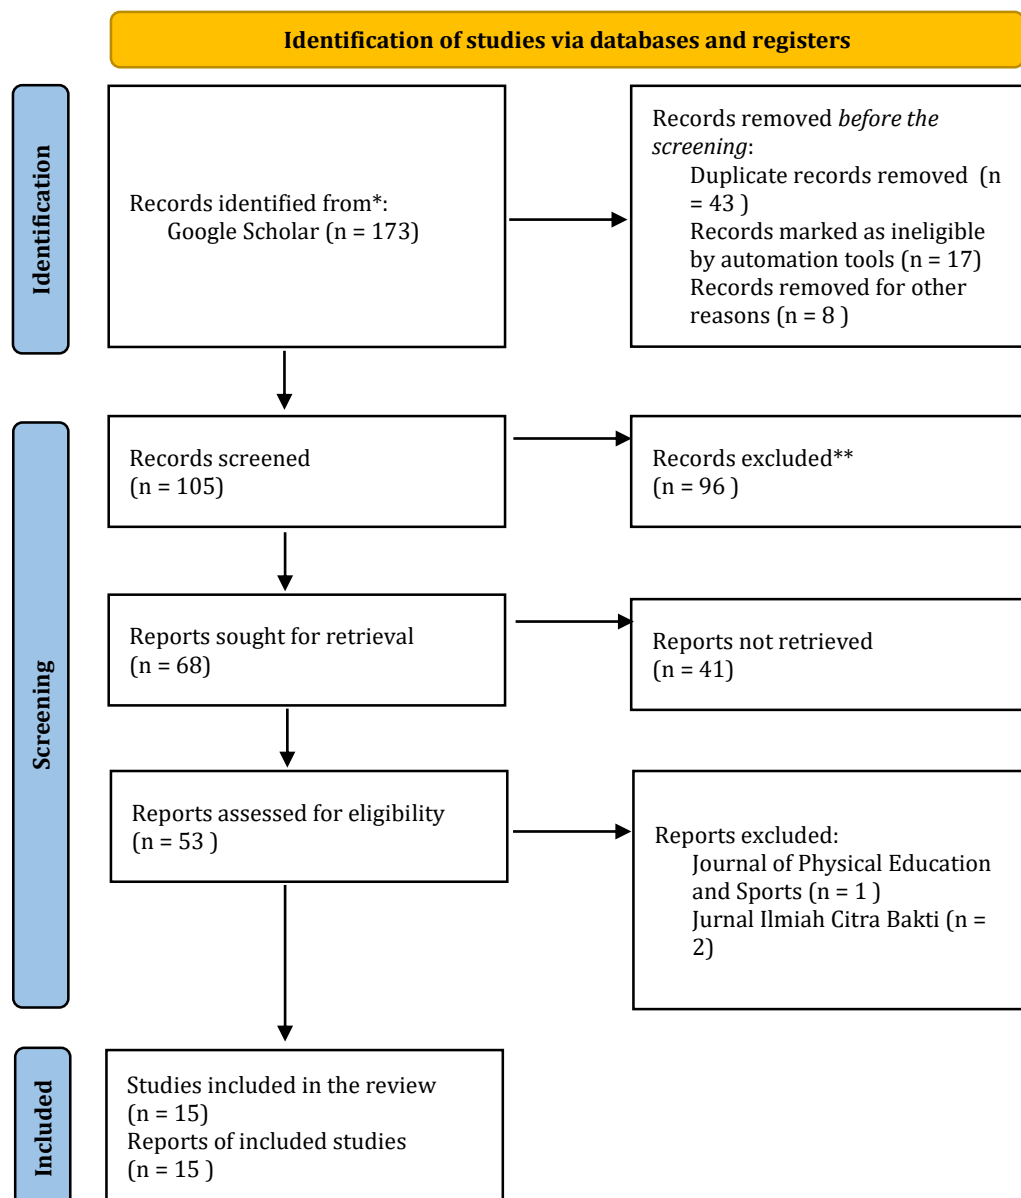 Identification of studies via databases and registers
Identification
Records identified from*:
Google Scholar (n = 173)
Records removed before the
screening:
Duplicate records removed (n
= 43 )
Records marked as ineligible
by automation tools (n = 17)
Records removed for other
reasons (n = 8 )
Screening
Records screened
(n = 105)
Records excluded**
(n = 96 )
Reports sought for retrieval
(n = 68)
Reports not retrieved
(n = 41)
Reports assessed for eligibility
(n = 53 )
Reports excluded:
Journal of Physical Education
and Sports (n = 1 )
Jurnal Ilmiah Citra Bakti (n =
2)
Included
Studies included in the review
(n = 15)
Reports of included studies
(n = 15 )